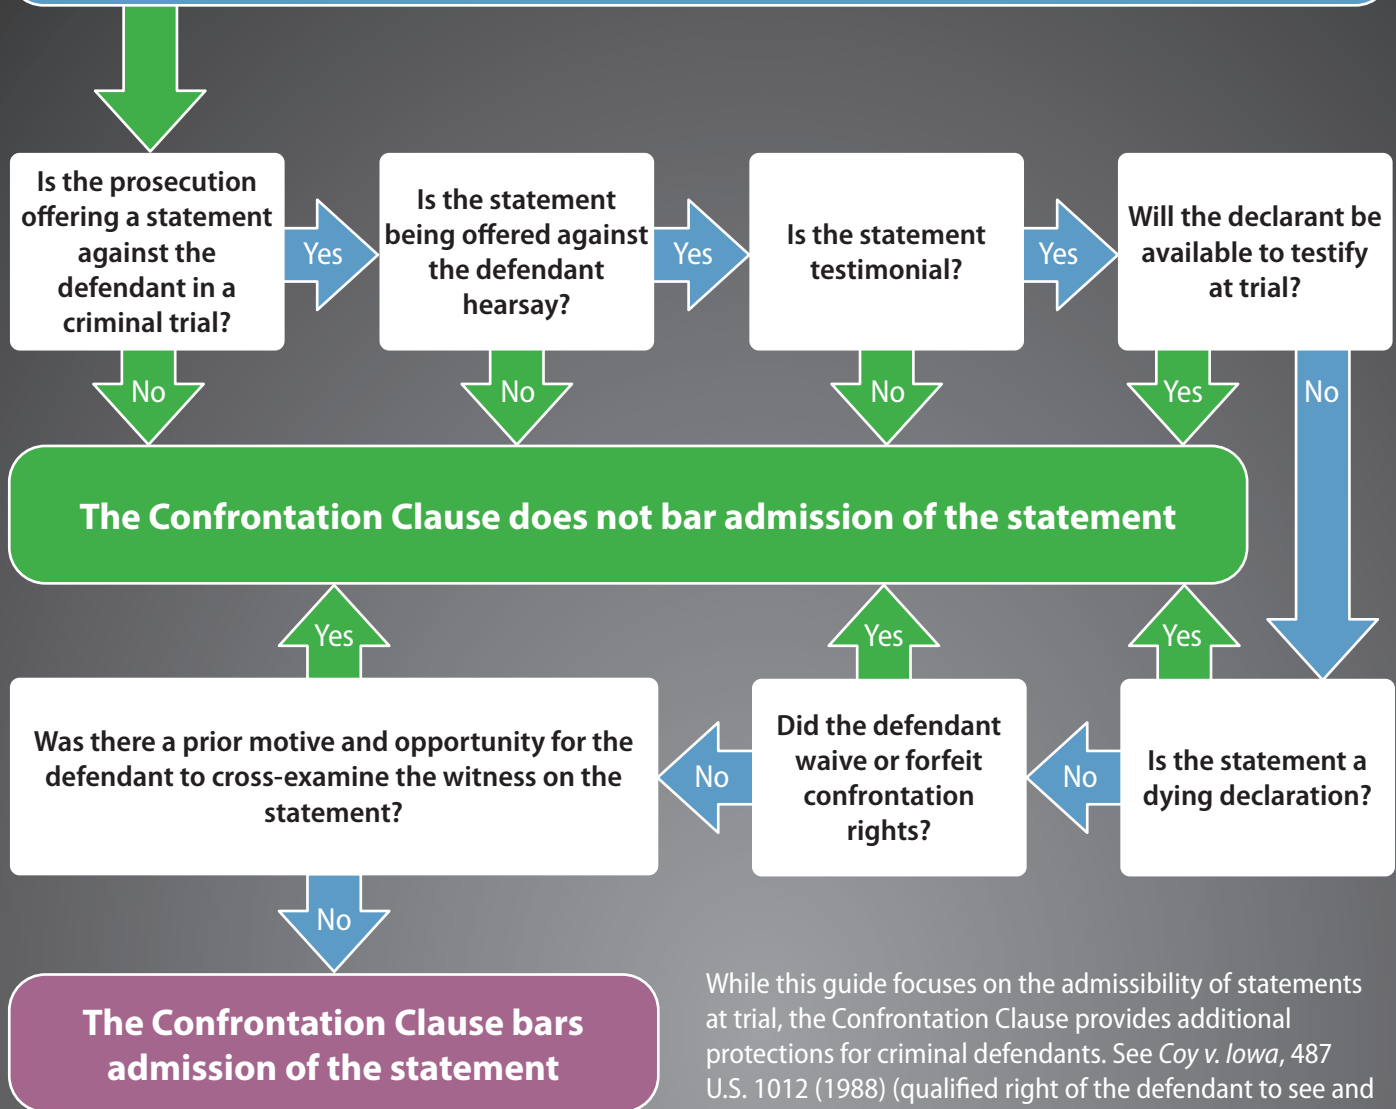 Is the prosecution
offering a statement
against the
defendant in a
criminal trial?
Yes
Is the statement
being offered against
the defendant
hearsay?
Yes
Is the statement
testimonial?
Yes
Will the declarant be
available to testify
at trial?
No
No
No
Yes
No
The Confrontation Clause does not bar admission of the statement
Yes
Yes
Yes
Was there a prior motive and opportunity for the
defendant to cross-examine the witness on the
statement?
No
Did the defendant
waive or forfeit
confrontation
rights?
No
Is the statement a
dying declaration?
No
The Confrontation Clause bars
admission of the statement
While this guide focuses on the admissibility of statements
at trial, the Confrontation Clause provides additional
protections for criminal defendants. See Coy v. Iowa, 487
U.S. 1012 (1988) (qualified right of the defendant to see and